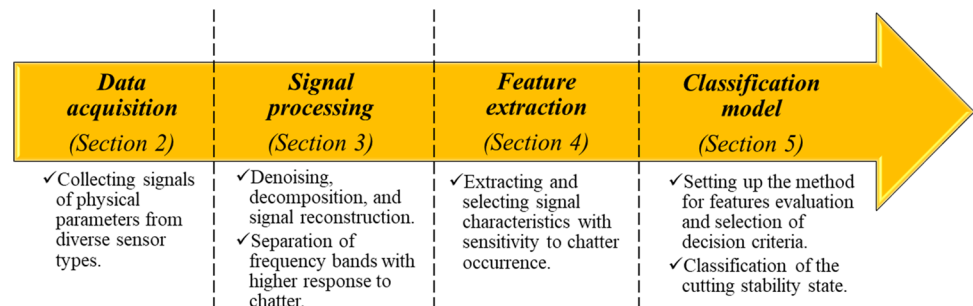 Data
acquisition
(Section 2)
✓Collecting signals
of physical
parameters from
diverse sensor
types.
Signal
processing
(Section 3)
✓Denoising,
decomposition, and
signal reconstruction.
✓Separation of
frequency bands with
higher response to
chatter.
Feature
extraction
(Section 4)
✓Extracting and
selecting signal
characteristics with
sensitivity to chatter
occurrence.
Classification
model
(Section 5)
✓Setting up the method
for features evaluation
and selection of
decision criteria.
✓Classification of the
cutting stability state.